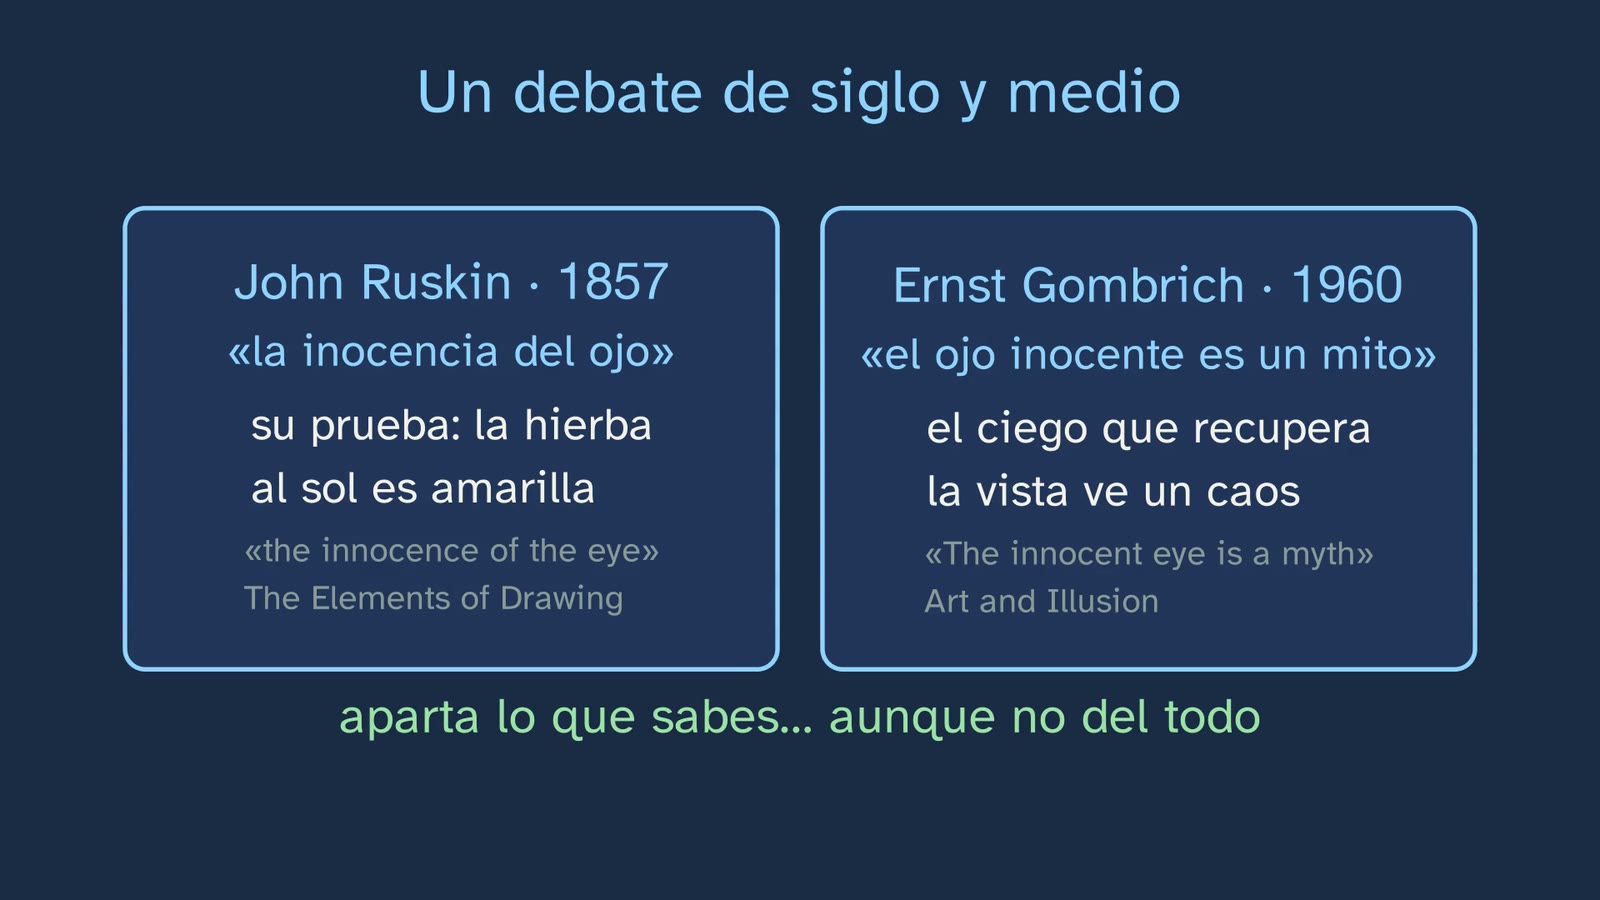 Un debate de siglo y medio
John Ruskin · 1857
«la inocencia del ojo»
su prueba: la hierba
al sol es amarilla
«the innocence of the eye»
The Elements of Drawing
Ernst Gombrich · 1960
«el ojo inocente es un mito»
el ciego que recupera
la vista ve un caos
«The innocent eye is a myth»
Art and Illusion
aparta lo que sabes... aunque no del todo